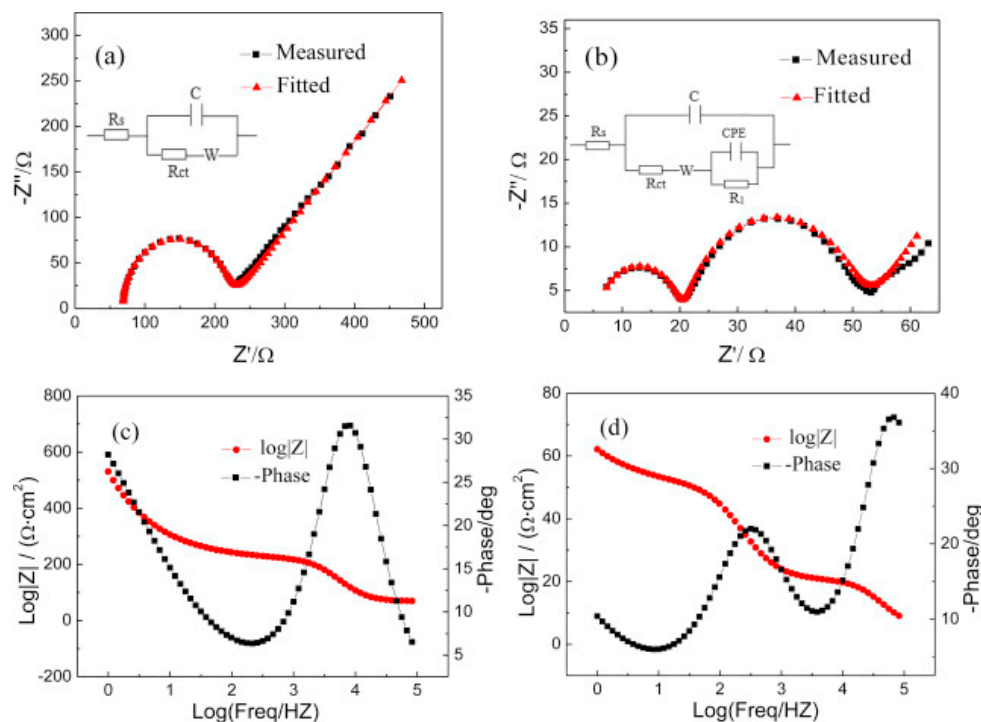 (a)
Measured
Fitted
Rs
C
Rct
W
-Z''/Ω
300
250
200
150
100
50
0
0 100 200 300 400 500
Z'/Ω
(b)
Measured
Fitted
Rs
C
CPE
Rct
W
R1
-Z''/ Ω
35
30
25
20
15
10
5
0 10 20 30 40 50 60
Z'/ Ω
(c)
log|Z|
-Phase
Log|Z| / (Ω·cm²)
800
600
400
200
0
-200
35
30
25
20
15
10
5
-Phase/deg
0 1 2 3 4 5
Log(Freq/HZ)
(d)
log|Z|
-Phase
Log|Z| / (Ω·cm²)
80
60
40
20
0
40
30
20
10
-Phase/deg
0 1 2 3 4 5
Log(Freq/HZ)